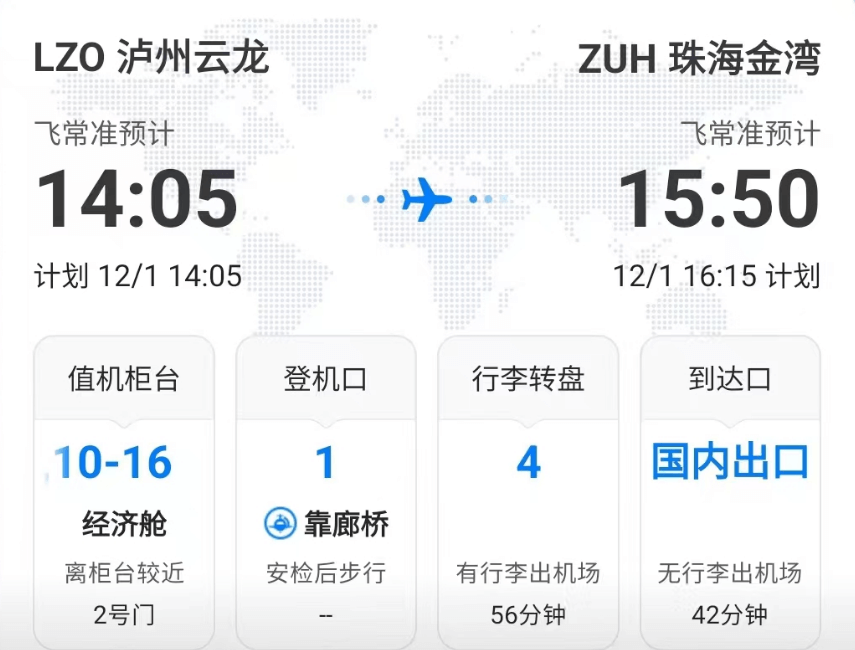 LZO 泸州云龙
ZUH 珠海金湾
飞常准预计
飞常准预计
14:05
15:50
计划 12/1 14:05
12/1 16:15 计划
值机柜台
登机口
行李转盘
到达口
10-16
1
4
国内出口
经济舱
靠廊桥
离柜台较近
安检后步行
有行李出机场
无行李出机场
2号门
--
56分钟
42分钟